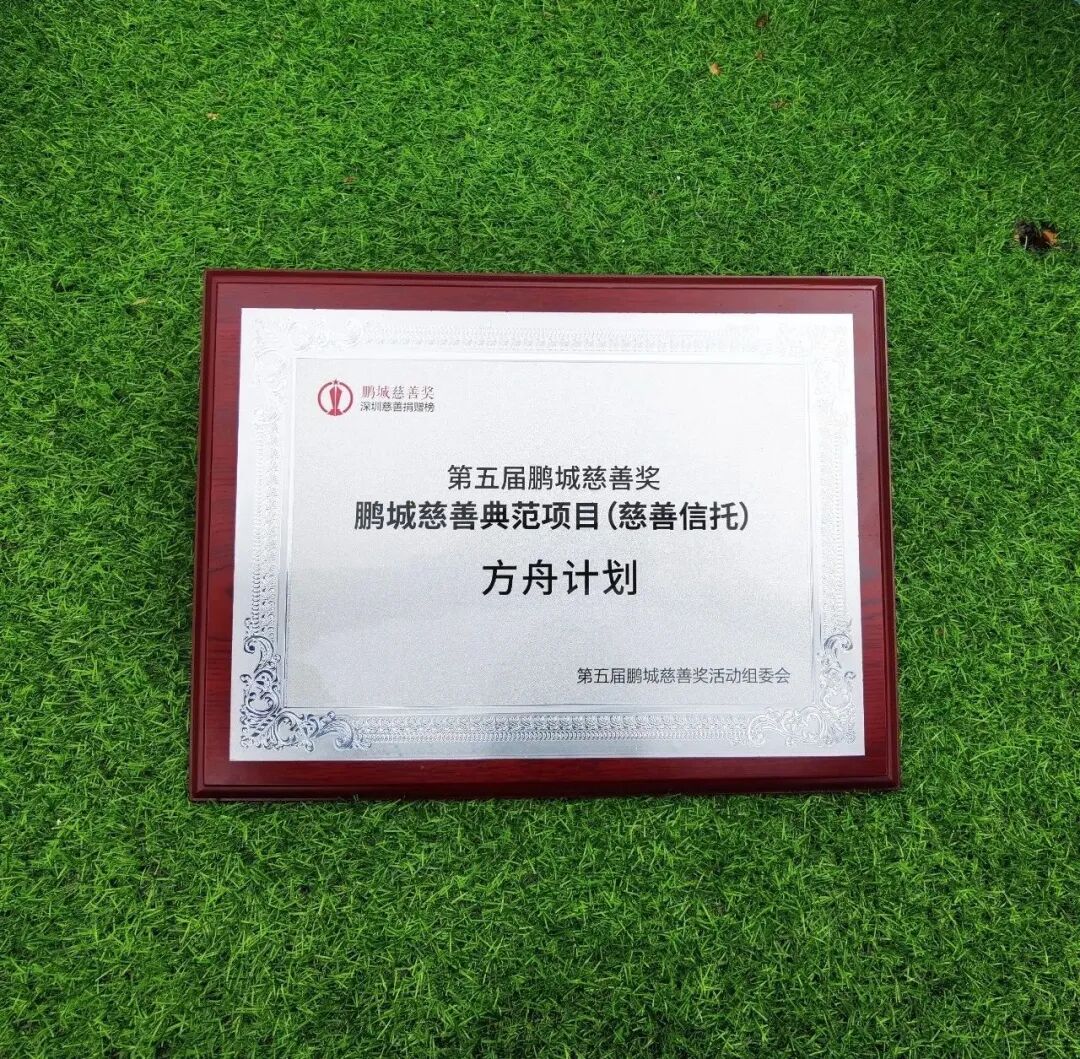 鹏城慈善奖
深圳慈善捐赠榜
第五届鹏城慈善奖
鹏城慈善典范项目(慈善信托)
方舟计划
第五届鹏城慈善奖活动组委会